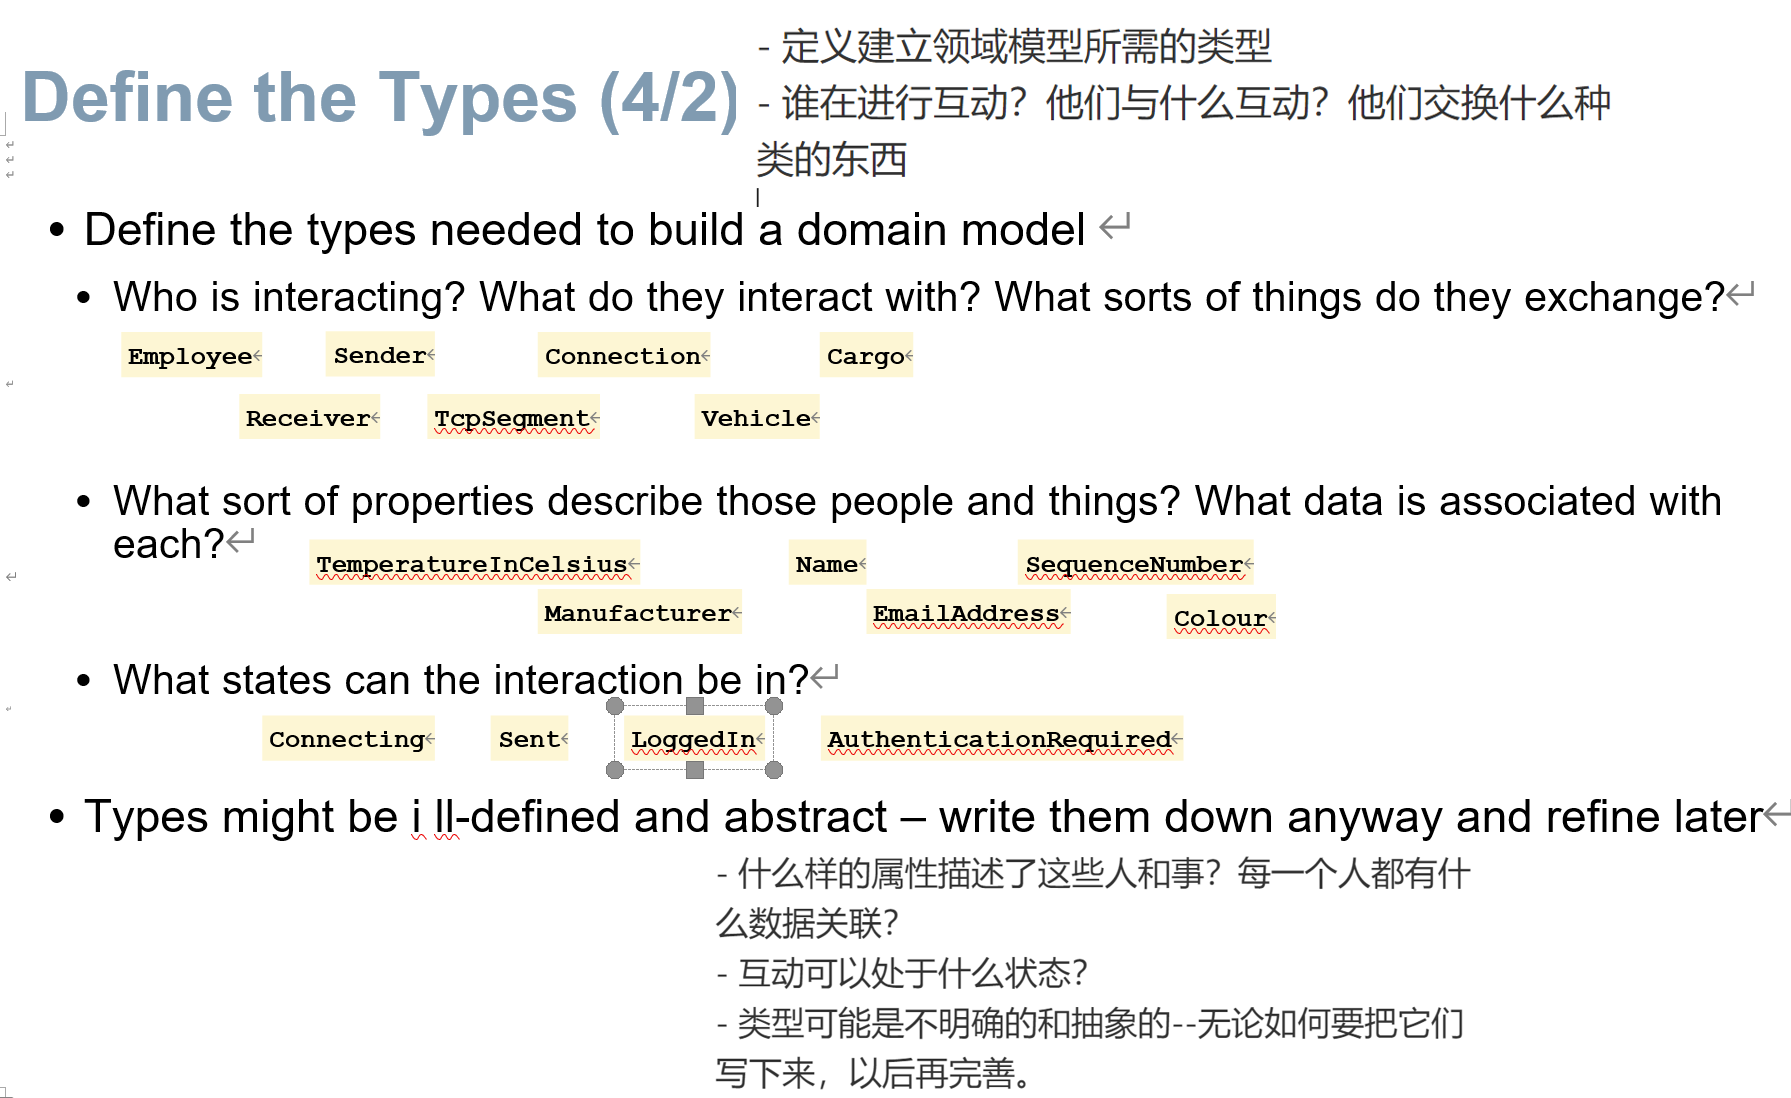 - 定义建立领域模型所需的类型
Define the Types (4/2)
- 谁在进行互动？他们与什么互动？他们交换什么种
类的东西
• Define the types needed to build a domain model
• Who is interacting? What do they interact with? What sorts of things do they exchange?
Employee Sender Connection Cargo
Receiver TcpSegment Vehicle
• What sort of properties describe those people and things? What data is associated with
each?
TemperatureInCelsius Name SequenceNumber
Manufacturer EmailAddress Colour
• What states can the interaction be in?
Connecting Sent LoggedIn AuthenticationRequired
• Types might be i ll-defined and abstract – write them down anyway and refine later
- 什么样的属性描述了这些人和事？每一个人都有什
么数据关联？
- 互动可以处于什么状态？
- 类型可能是不明确的和抽象的--无论如何要把它们
写下来，以后再完善。